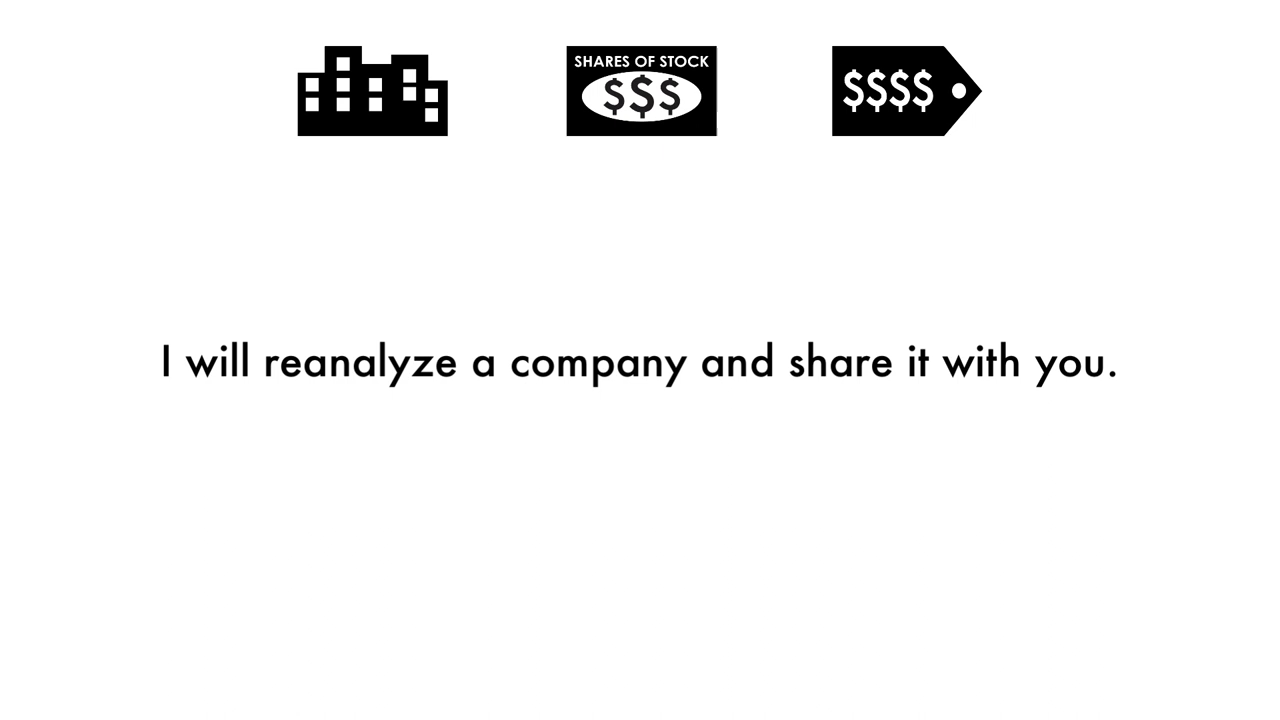 SHARES OF STOCK
$$$
$$$$
I will reanalyze a company and share it with you.